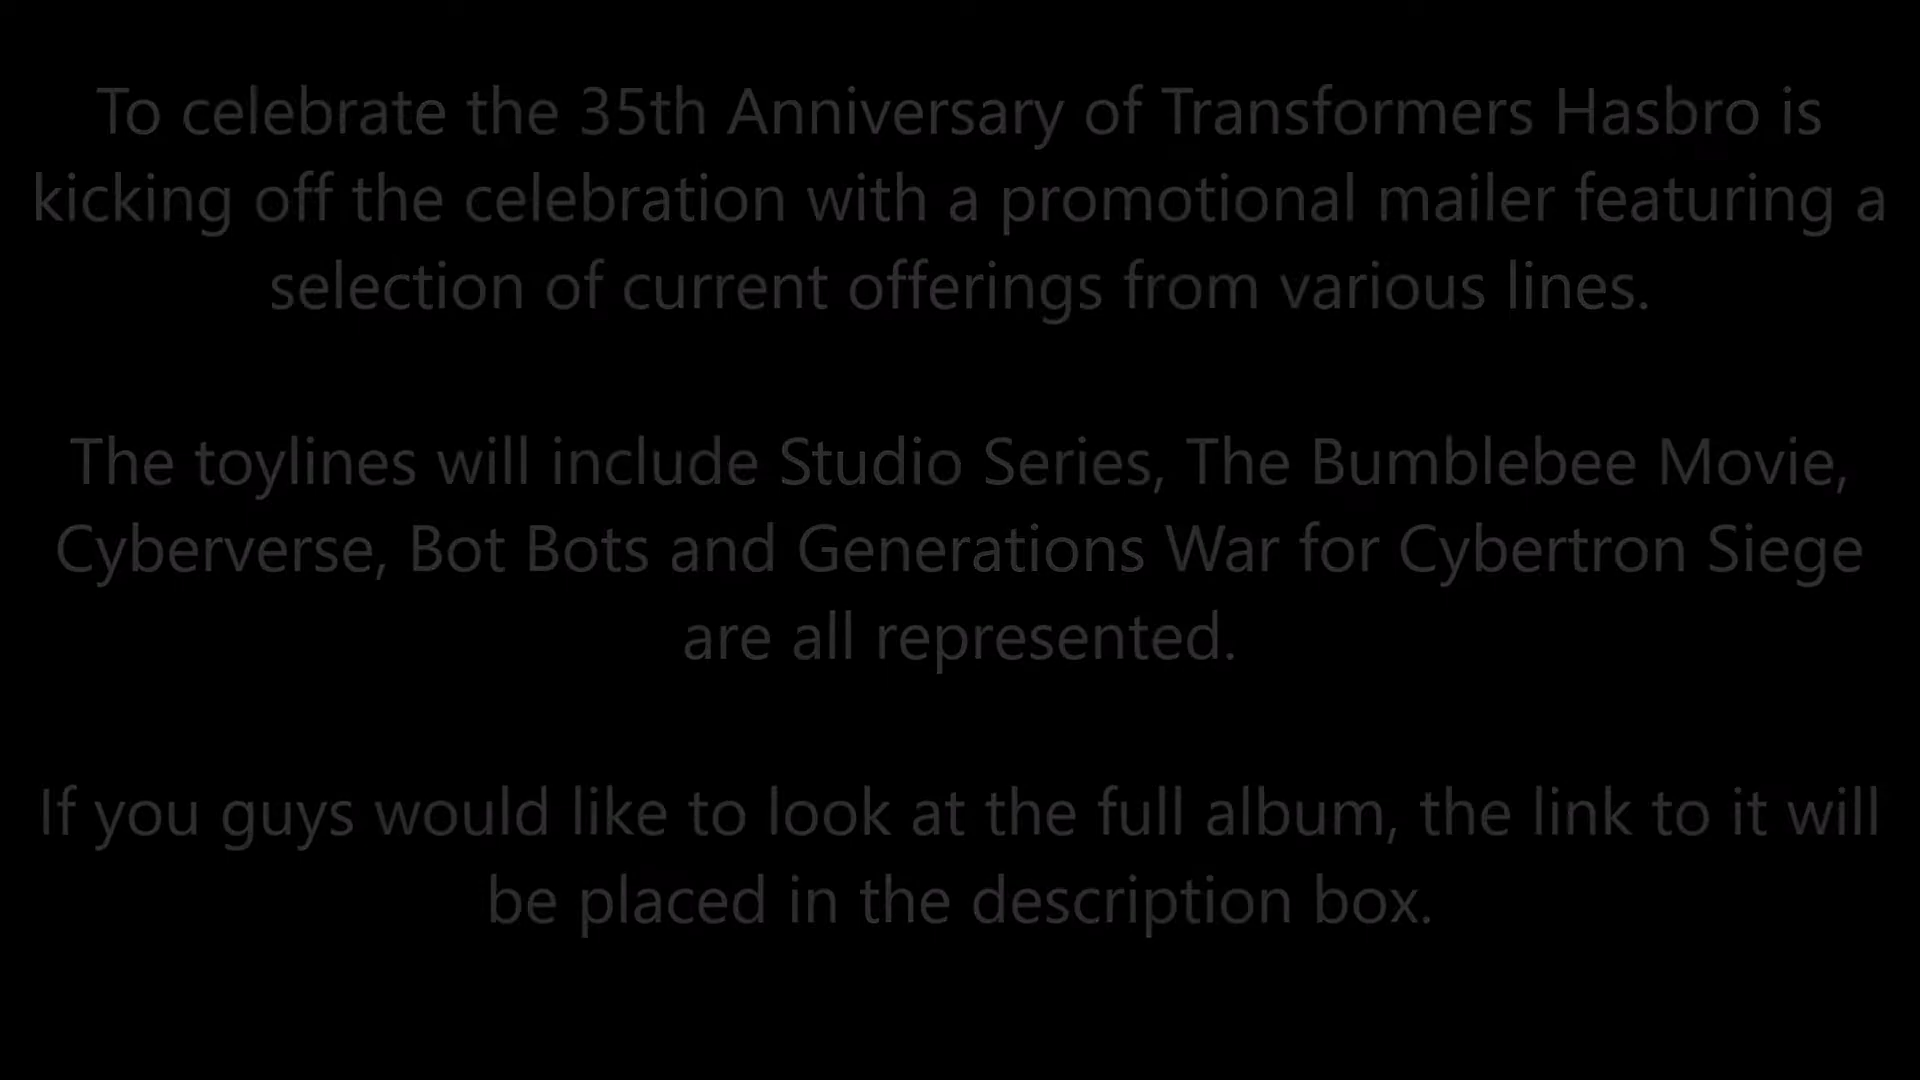 To celebrate the 35th Anniversary of Transformers Hasbro is
kicking off the celebration with a promotional mailer featuring a
selection of current offerings from various lines.
The toylines will include Studio Series, The Bumblebee Movie,
Cyberverse, Bot Bots and Generations War for Cybertron Siege
are all represented.
If you guys would like to look at the full album, the link to it will
be placed in the description box.